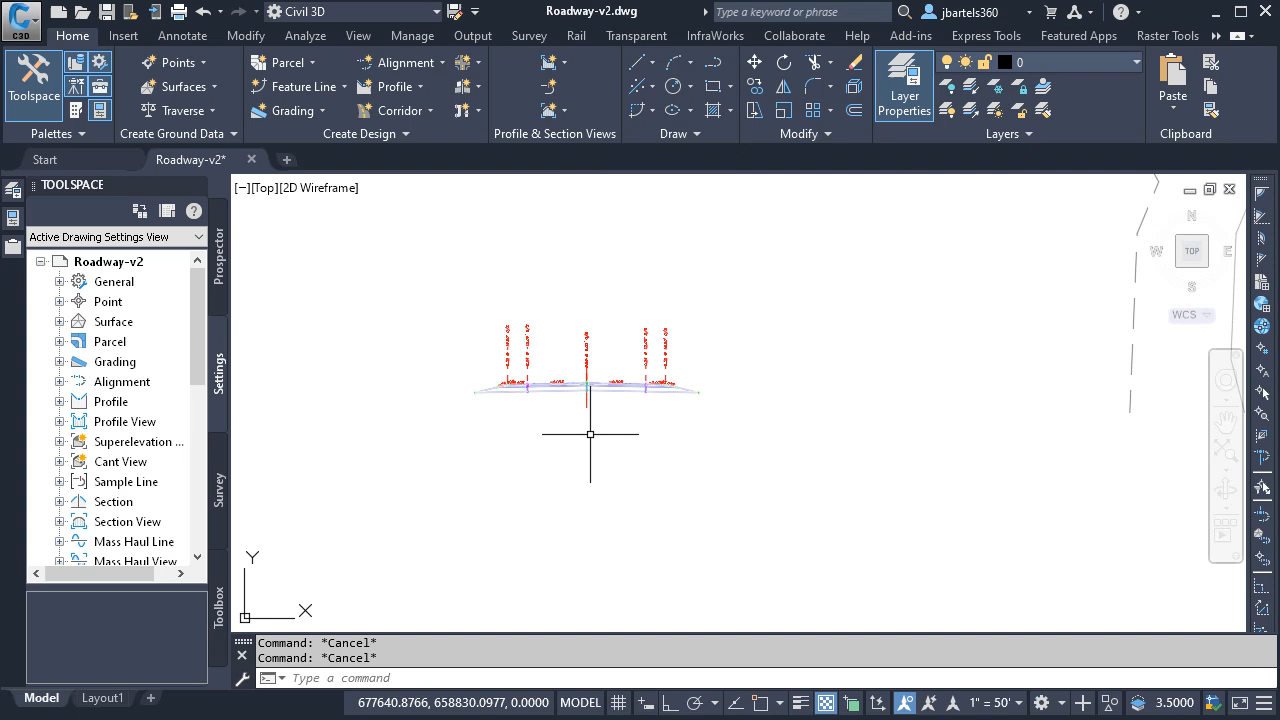 C3D
Civil 3D
Roadway-v2.dwg
Type a keyword or phrase
jbartels360
Home
Insert
Annotate
Modify
Analyze
View
Manage
Output
Survey
Rail
Transparent
InfraWorks
Collaborate
Help
Add-ins
Express Tools
Featured Apps
Raster Tools
Toolspace
Palettes
Points
Surfaces
Traverse
Create Ground Data
Parcel
Feature Line
Grading
Alignment
Profile
Corridor
Create Design
Profile & Section Views
Draw
Modify
Layer
Properties
0
Layers
Paste
Clipboard
Start
Roadway-v2*
TOOLSPACE
Active Drawing Settings View
Roadway-v2
General
Point
Surface
Parcel
Grading
Alignment
Profile
Profile View
Superelevation ...
Cant View
Sample Line
Section
Section View
Mass Haul Line
Mass Haul View
Prospector
Settings
Survey
Toolbox
[−][Top][2D Wireframe]
N
W
TOP
E
S
WCS
Y
X
Command: *Cancel*
Command: *Cancel*
Type a command
Model
Layout1
677640.8766, 658830.0977, 0.0000
MODEL
1" = 50'
3.5000